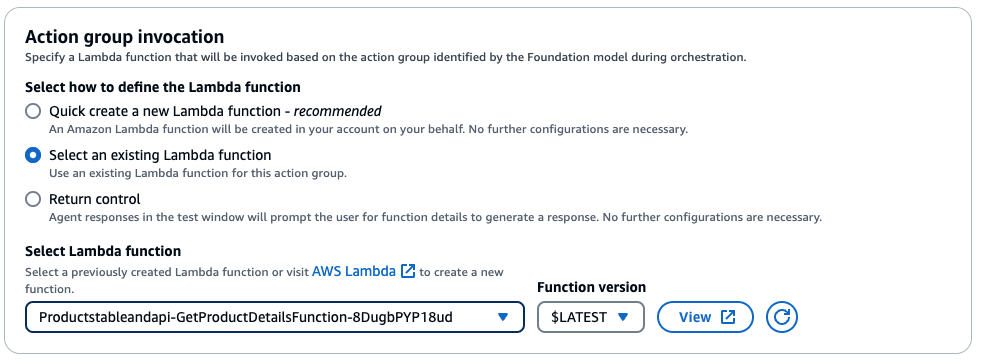 Action group invocation
Specify a Lambda function that will be invoked based on the action group identified by the Foundation model during orchestration.
Select how to define the Lambda function
Quick create a new Lambda function - recommended
An Amazon Lambda function will be created in your account on your behalf. No further configurations are necessary.
Select an existing Lambda function
Use an existing Lambda function for this action group.
Return control
Agent responses in the test window will prompt the user for function details to generate a response. No further configurations are necessary.
Select Lambda function
Select a previously created Lambda function or visit AWS Lambda to create a new
function.
Function version
Productstableandapi-GetProductDetailsFunction-8DugbPYP18ud
$LATEST
View